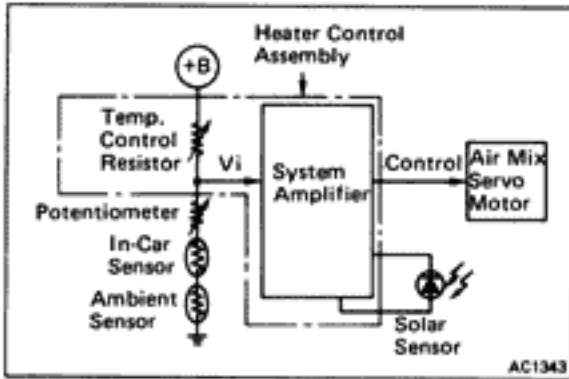 Heater Control
Assembly
+B
Temp.
Control
Resistor
Vi
System
Amplifier
Control
Air Mix
Servo
Motor
Potentiometer
In-Car
Sensor
Ambient
Sensor
Solar
Sensor
AC1343